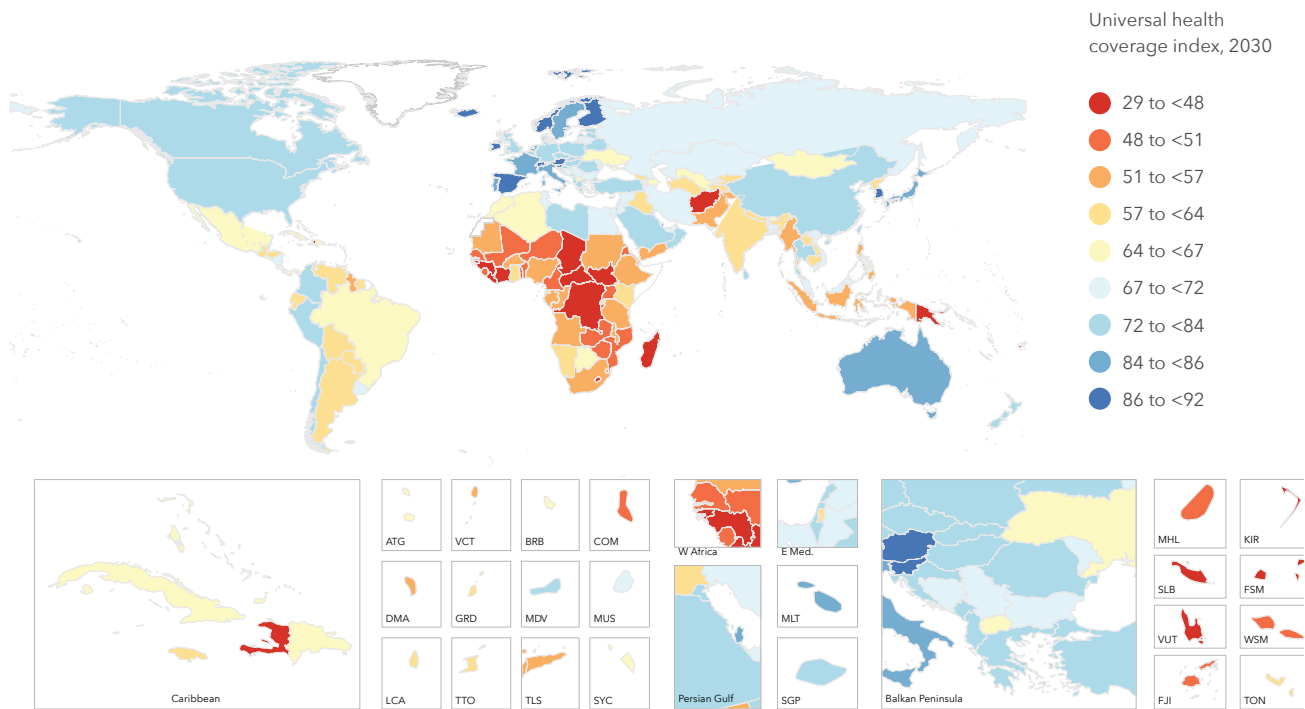 Universal health
coverage index, 2030
29 to <48
48 to <51
51 to <57
57 to <64
64 to <67
67 to <72
72 to <84
84 to <86
86 to <92
Caribbean
ATG
VCT
BRB
COM
DMA
GRD
MDV
MUS
LCA
TTO
TLS
SYC
W Africa
E Med.
Persian Gulf
MLT
SGP
Balkan Peninsula
MHL
KIR
SLB
FSM
VUT
WSM
FJI
TON